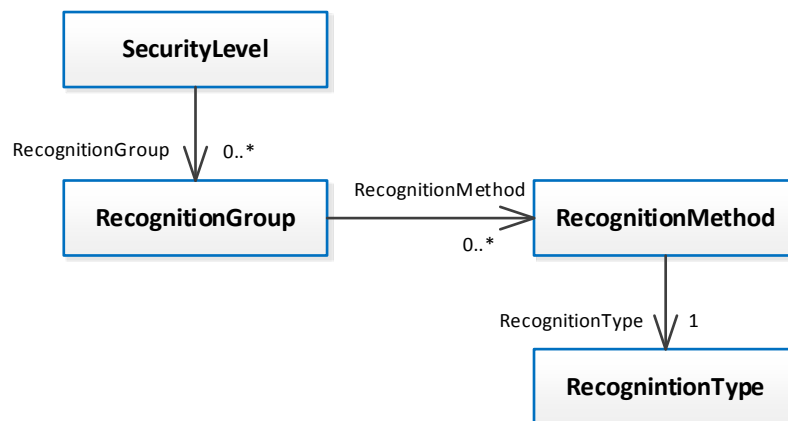 SecurityLevel
RecognitionGroup 0..*
RecognitionGroup
RecognitionMethod
0..*
RecognitionMethod
RecognitionType 1
RecognintionType